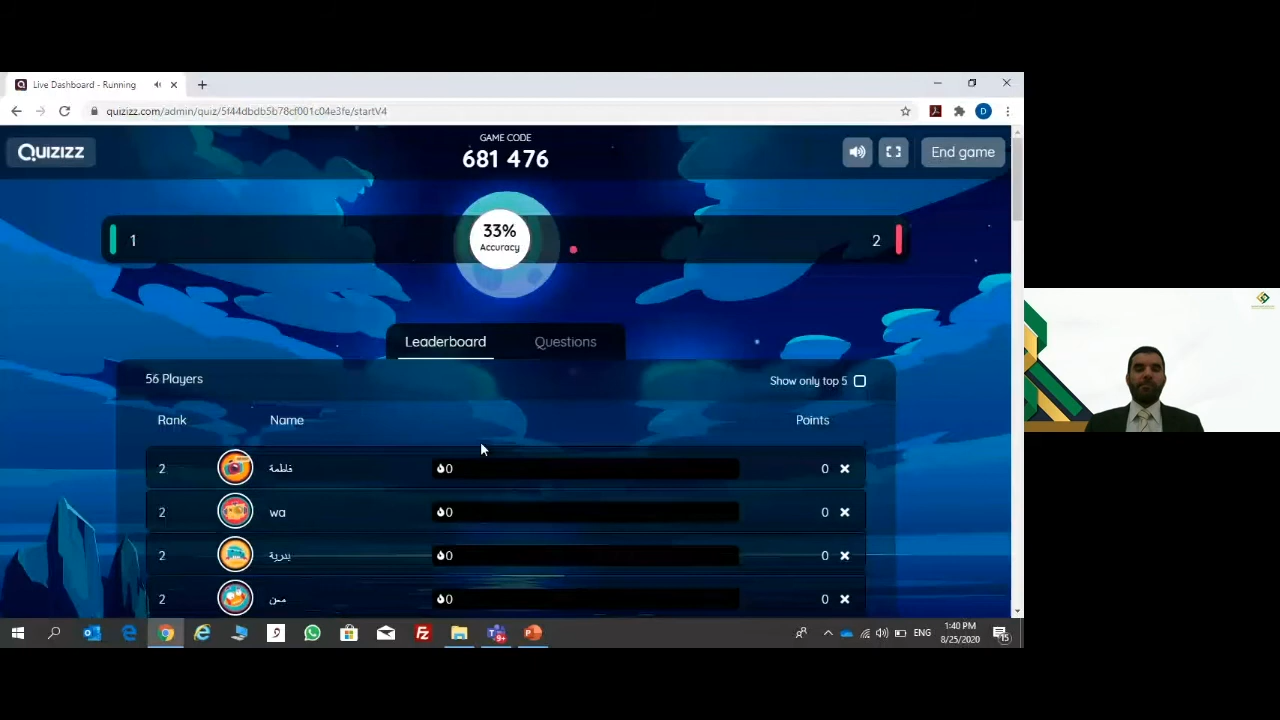 Live Dashboard - Running
quizizz.com/admin/quiz/5f44dbdb5b78cf001c04e3fe/startV4
D
QUIZIZZ
GAME CODE
681 476
End game
1
33%
Accuracy
2
Leaderboard
Questions
56 Players
Show only top 5
Rank
Name
Points
2 فاطمة 0 0
2 wa 0 0
2 بدرية 0 0
2 0 0
9+
ENG
1:40 PM
8/25/2020
15